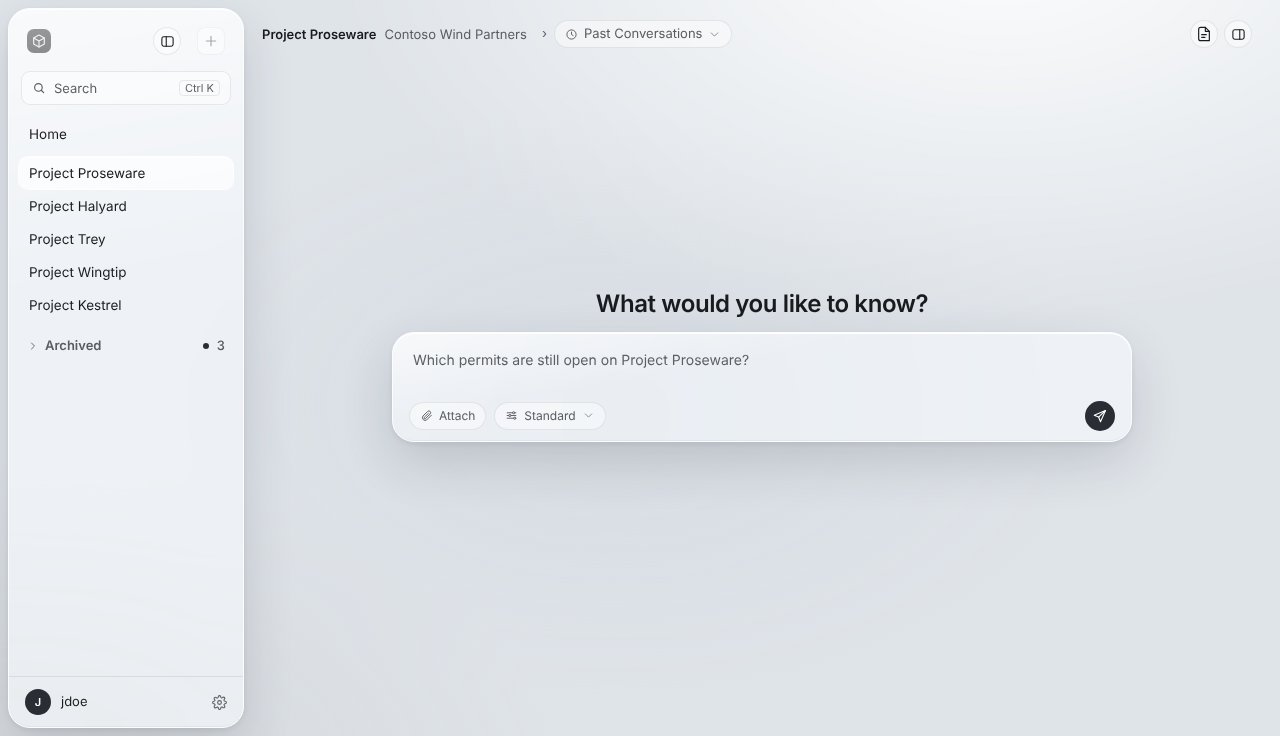 Search Ctrl K
Home
Project Proseware
Project Halyard
Project Trey
Project Wingtip
Project Kestrel
Archived 3
J jdoe
Project Proseware Contoso Wind Partners › Past Conversations
What would you like to know?
Which permits are still open on Project Proseware?
Attach Standard